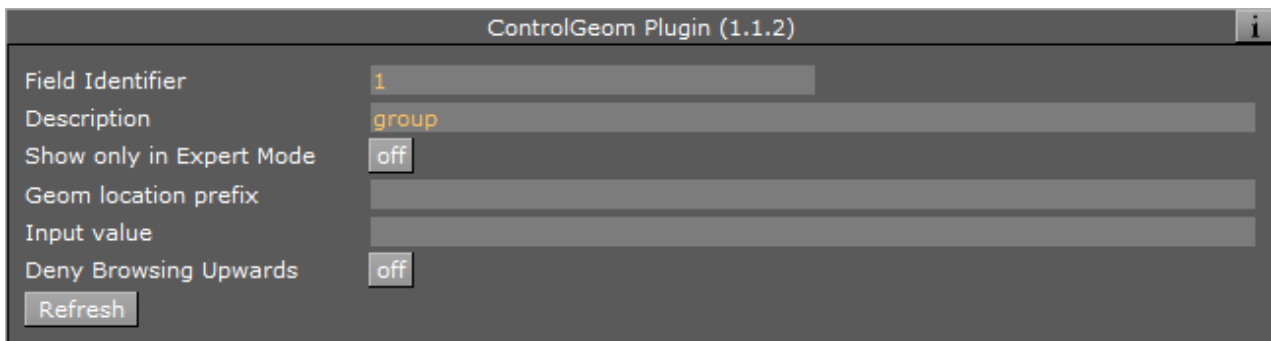 ControlGeom Plugin (1.1.2) i
Field Identifier 1
Description group
Show only in Expert Mode off
Geom location prefix
Input value
Deny Browsing Upwards off
Refresh